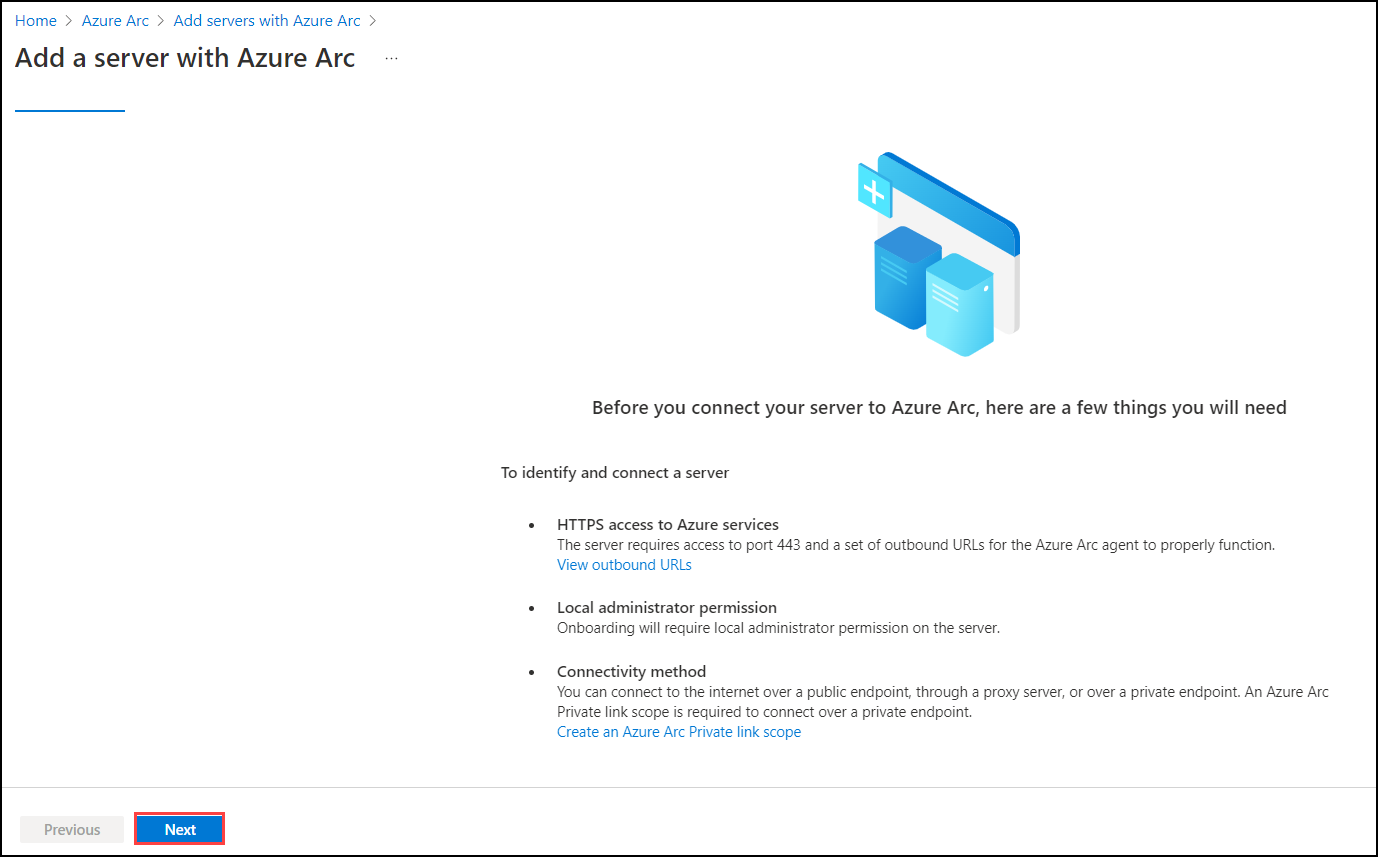 Home > Azure Arc > Add servers with Azure Arc >
Add a server with Azure Arc ...
Before you connect your server to Azure Arc, here are a few things you will need
To identify and connect a server
• HTTPS access to Azure services
The server requires access to port 443 and a set of outbound URLs for the Azure Arc agent to properly function.
View outbound URLs
• Local administrator permission
Onboarding will require local administrator permission on the server.
• Connectivity method
You can connect to the internet over a public endpoint, through a proxy server, or over a private endpoint. An Azure Arc
Private link scope is required to connect over a private endpoint.
Create an Azure Arc Private link scope
Previous Next